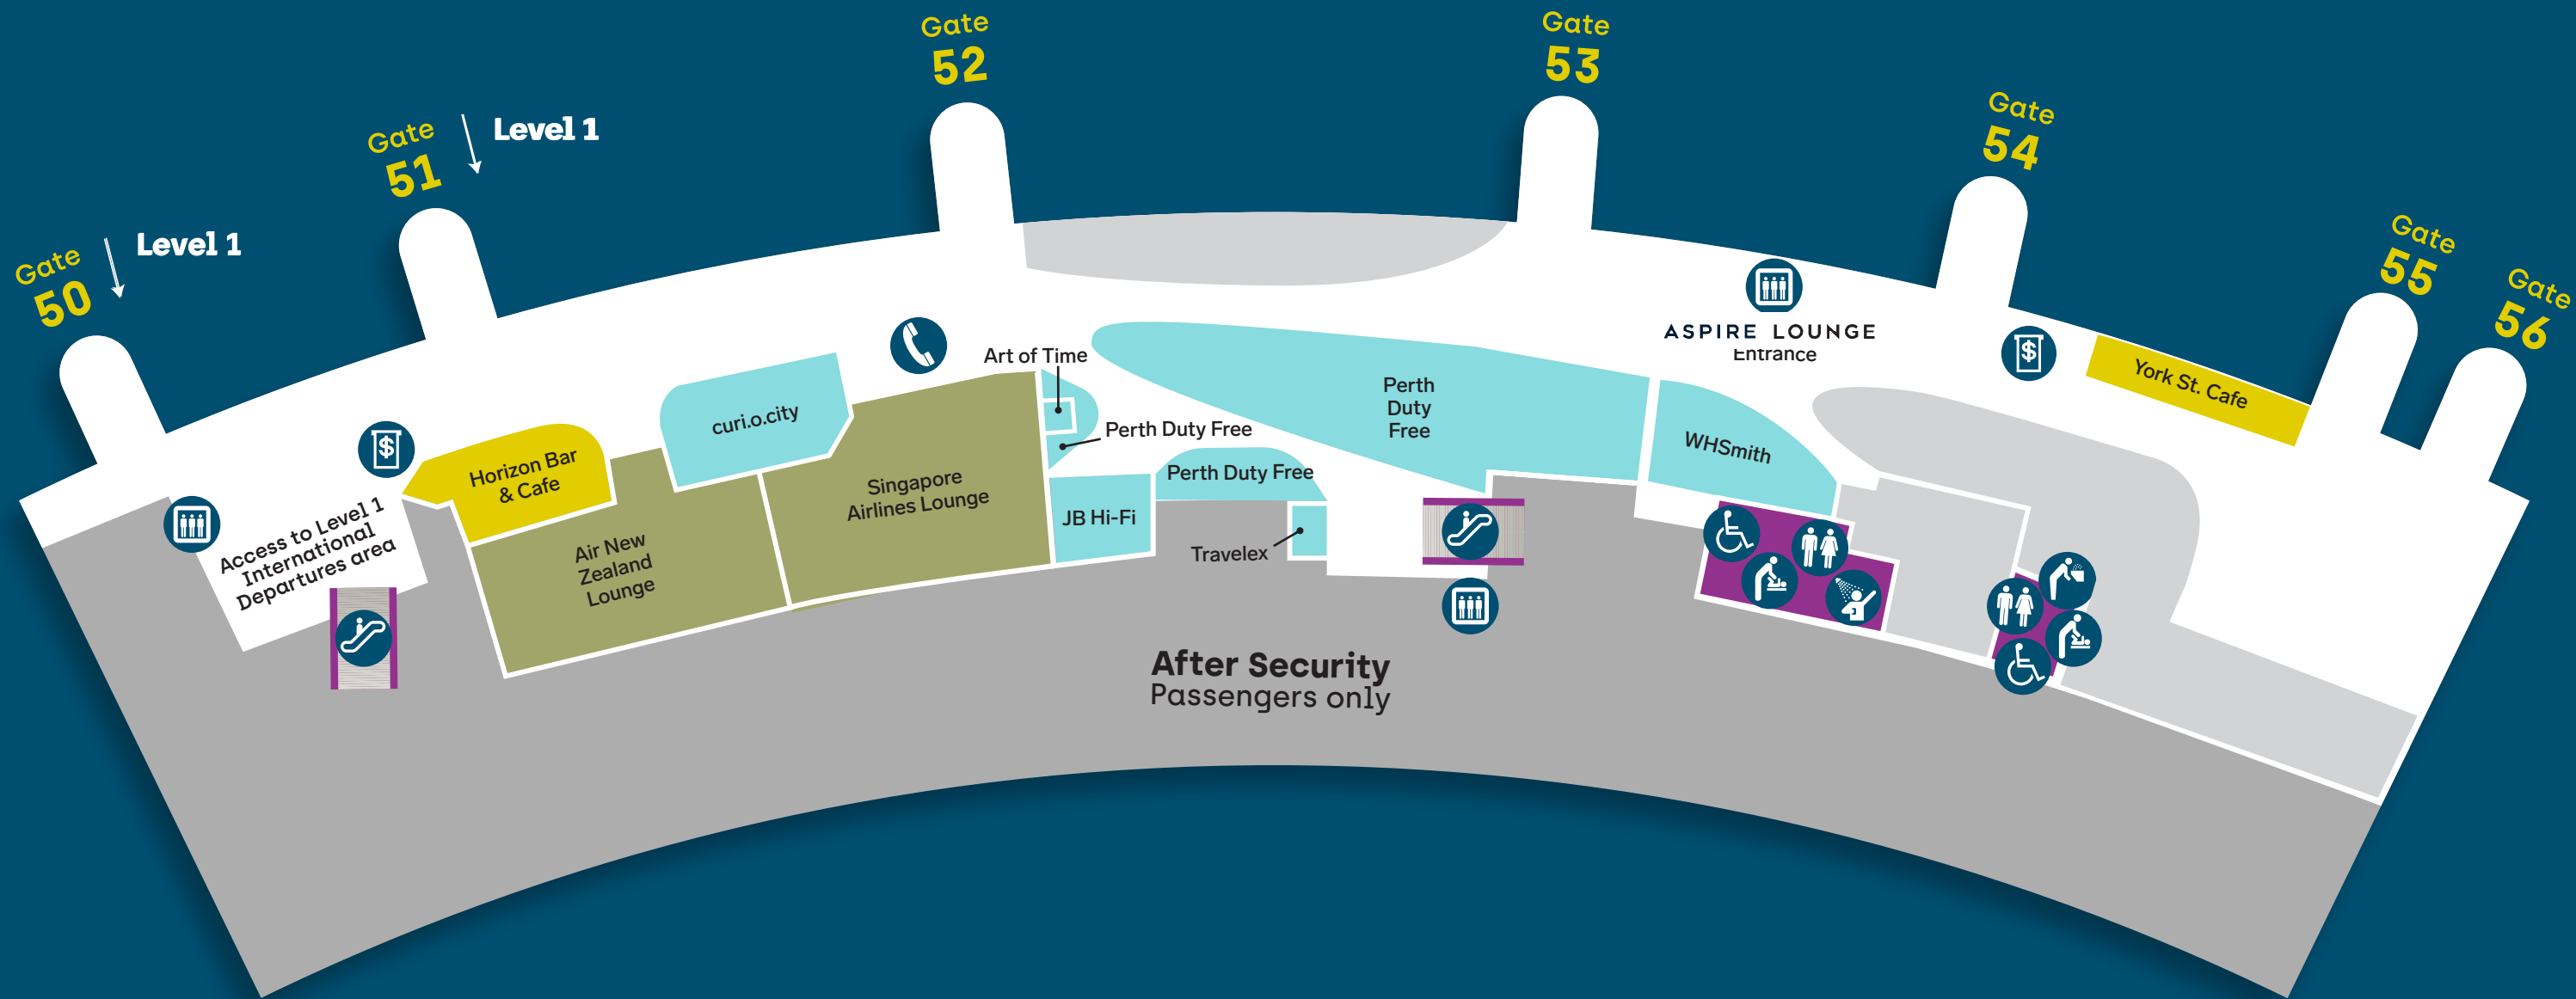 Gate
50
Level 1
Gate
51
Level 1
Gate
52
Gate
53
Gate
54
Gate
55
Gate
56
Access to Level 1
International
Departures area
$
Horizon Bar
& Cafe
Air New
Zealand
Lounge
curi.o.city
Singapore
Airlines Lounge
Art of Time
Perth Duty Free
Perth Duty Free
JB Hi-Fi
Travelex
Perth
Duty
Free
WHSmith
ASPIRE LOUNGE
Entrance
$
York St. Cafe
After Security
Passengers only